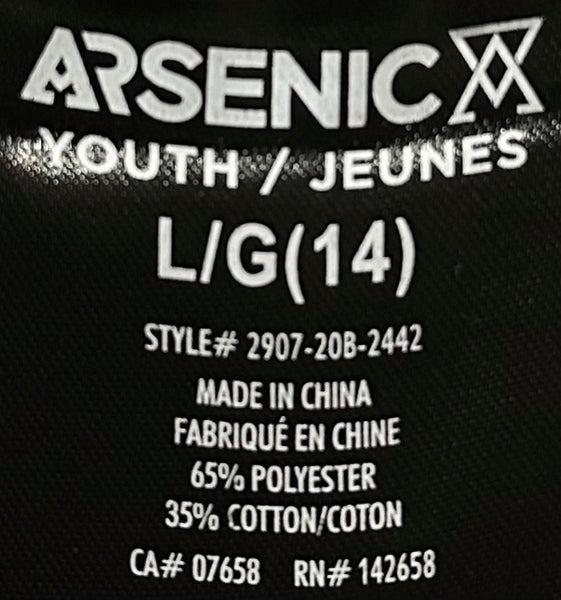 ARSENIC
YOUTH / JEUNES
L/G(14)
STYLE# 2907-20B-2442
MADE IN CHINA
FABRIQUÉ EN CHINE
65% POLYESTER
35% COTTON/COTON
CA# 07658 RN# 142658